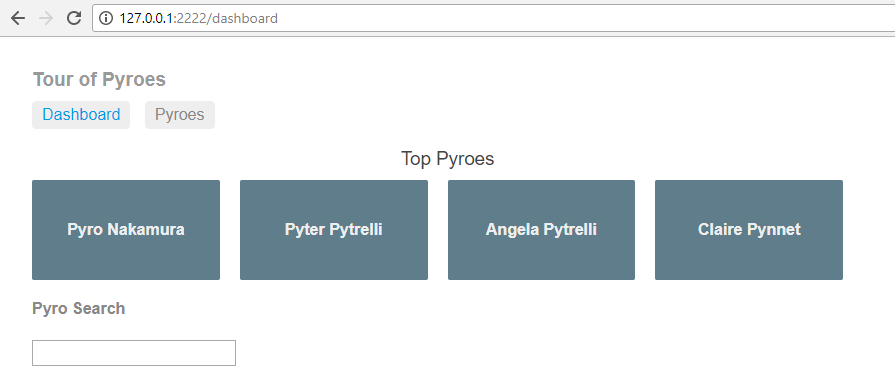 127.0.0.1:2222/dashboard
Tour of Pyroes
Dashboard Pyroes
Top Pyroes
Pyro Nakamura Pyter Pytrelli Angela Pytrelli Claire Pynnet
Pyro Search